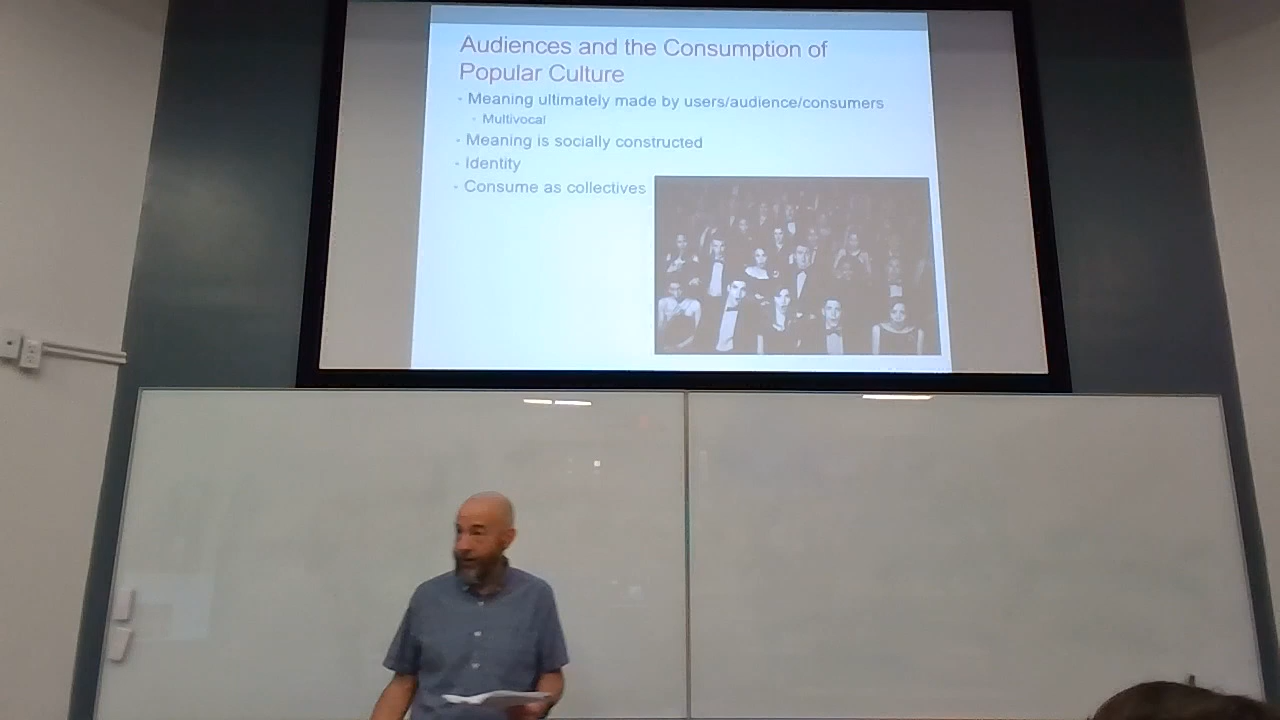 Audiences and the Consumption of
Popular Culture
- Meaning ultimately made by users/audience/consumers
- Multivocal
- Meaning is socially constructed
- Identity
- Consume as collectives